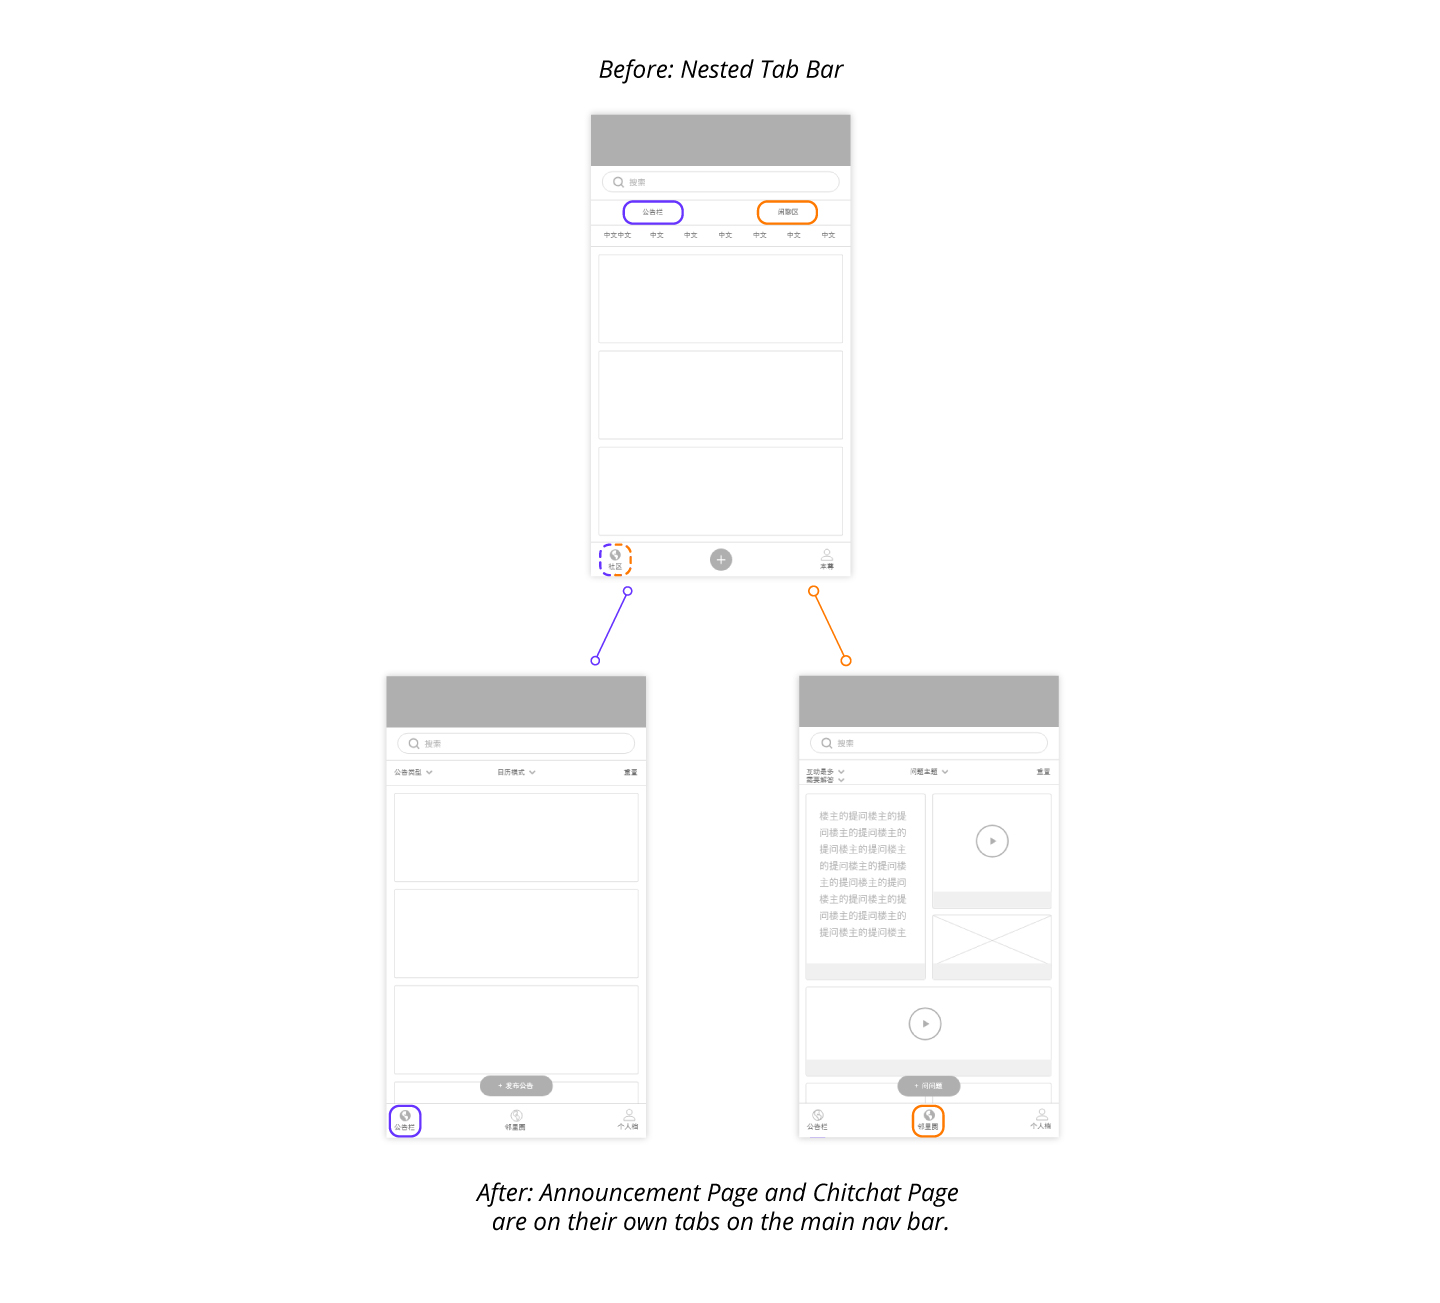 Before: Nested Tab Bar
搜索
公告栏 闲聊区
中文中文 中文 中文 中文 中文 中文 中文
社区 本幕
搜索
公告类型 日历模式 重置
+ 发布公告
公告栏 邻里圈 个人档
搜索
互动最多 问题主题 重置
需要解答
楼主的提问楼主的提
问楼主的提问楼主的
提问楼主的提问楼主
的提问楼主的提问楼
主的提问楼主的提问
楼主的提问楼主的提
问楼主的提问楼主的
提问楼主的提问楼主
+ 问问题
公告栏 邻里圈 个人档
After: Announcement Page and Chitchat Page
are on their own tabs on the main nav bar.